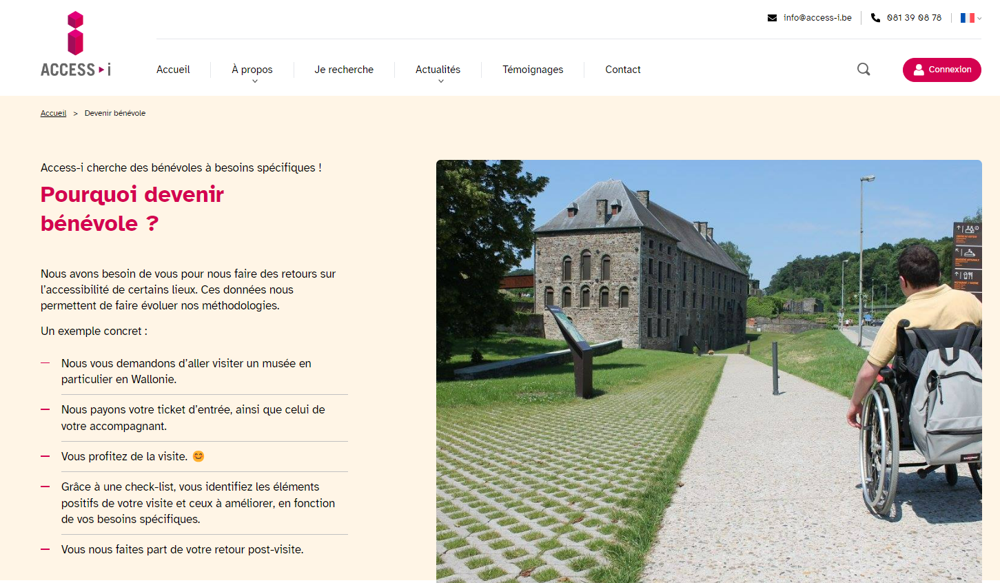 info@access-i.be
081 39 08 78
ACCESS i
Accueil
À propos
Je recherche
Actualités
Témoignages
Contact
Connexion
Accueil > Devenir bénévole
Access-i cherche des bénévoles à besoins spécifiques !
Pourquoi devenir
bénévole ?
Nous avons besoin de vous pour nous faire des retours sur
l’accessibilité de certains lieux. Ces données nous
permettent de faire évoluer nos méthodologies.
Un exemple concret :
Nous vous demandons d’aller visiter un musée en
particulier en Wallonie.
Nous payons votre ticket d’entrée, ainsi que celui de
votre accompagnant.
Vous profitez de la visite. 😊
Grâce à une check-list, vous identifiez les éléments
positifs de votre visite et ceux à améliorer, en fonction
de vos besoins spécifiques.
Vous nous faites part de votre retour post-visite.